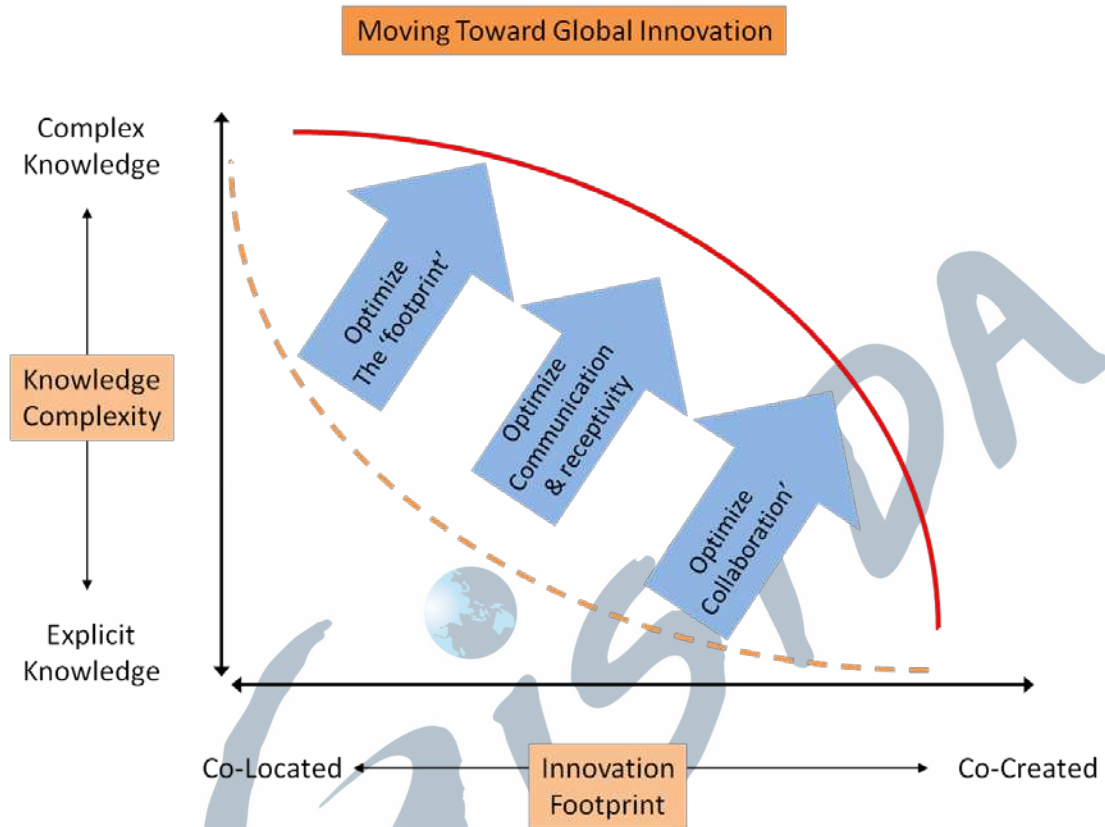 Moving Toward Global Innovation
Complex
Knowledge
Knowledge
Complexity
Explicit
Knowledge
Optimize
The 'footprint'
Optimize
Communication
& receptivity
Optimize
Collaboration'
Co-Located
Innovation
Footprint
Co-Created
GISTDA